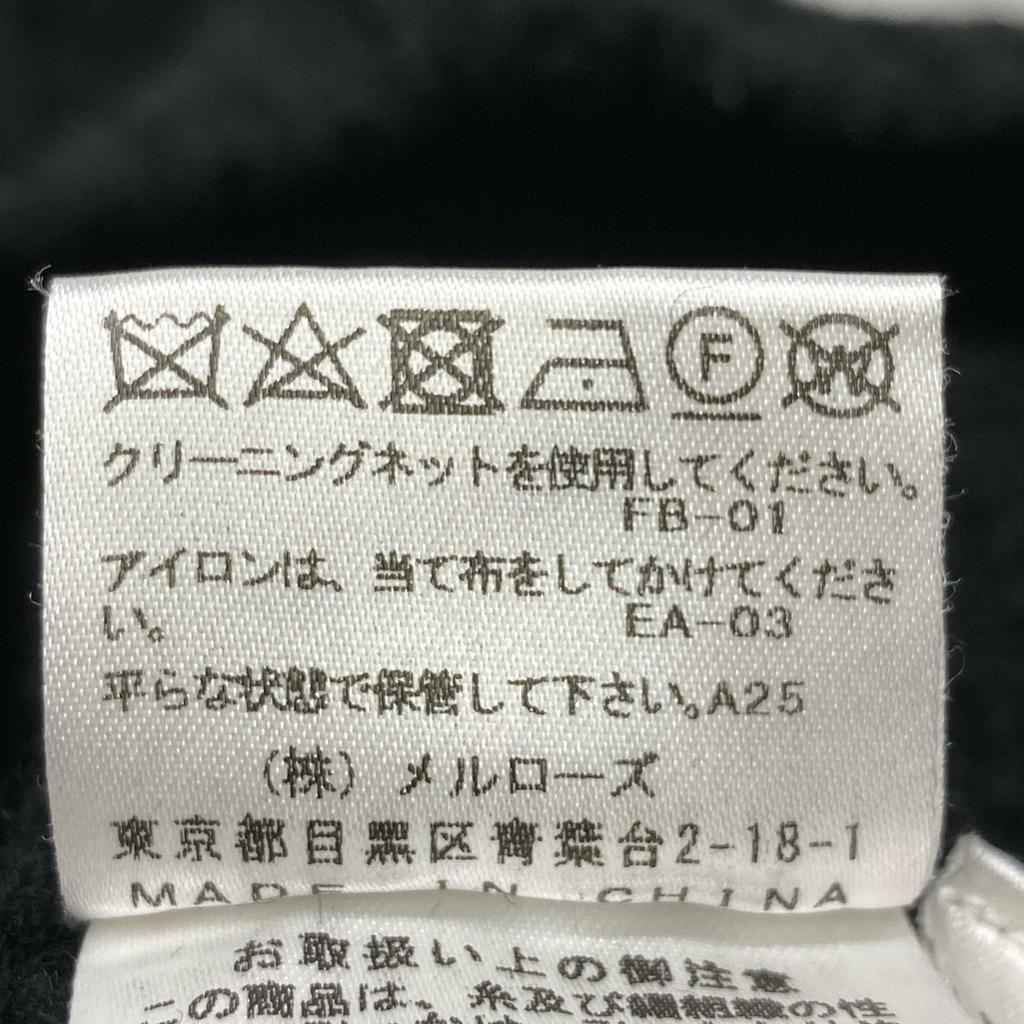 F W
クリーニングネットを使用してください。
FB-01
アイロンは、当て布をしてかけてくださ
い。 EA-03
平らな状態で保管して下さい。A25
(株) メルローズ
東京都目黒区青葉台2-18-1
MADE IN CHINA
お取扱い上の御注意
この商品は、糸及び編組織の性